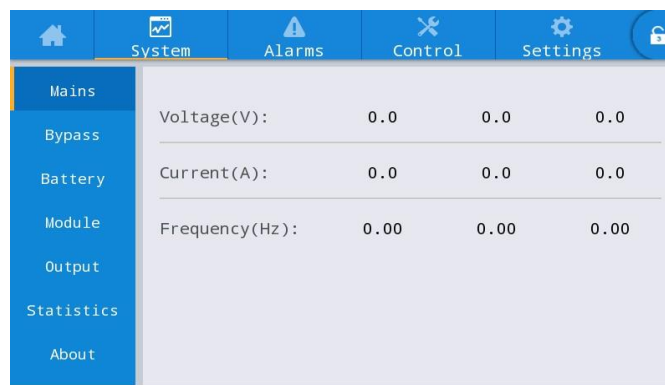 System Alarms Control Settings
Mains
Bypass
Battery
Module
Output
Statistics
About
Voltage(V): 0.0 0.0 0.0
Current(A): 0.0 0.0 0.0
Frequency(Hz): 0.00 0.00 0.00